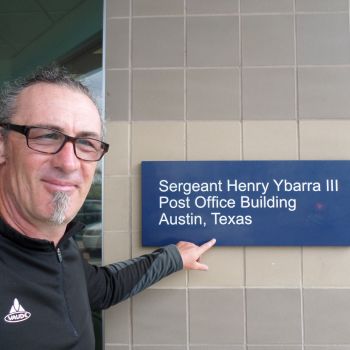 Sergeant Henry Ybarra III
Post Office Building
Austin, Texas
VAUDE